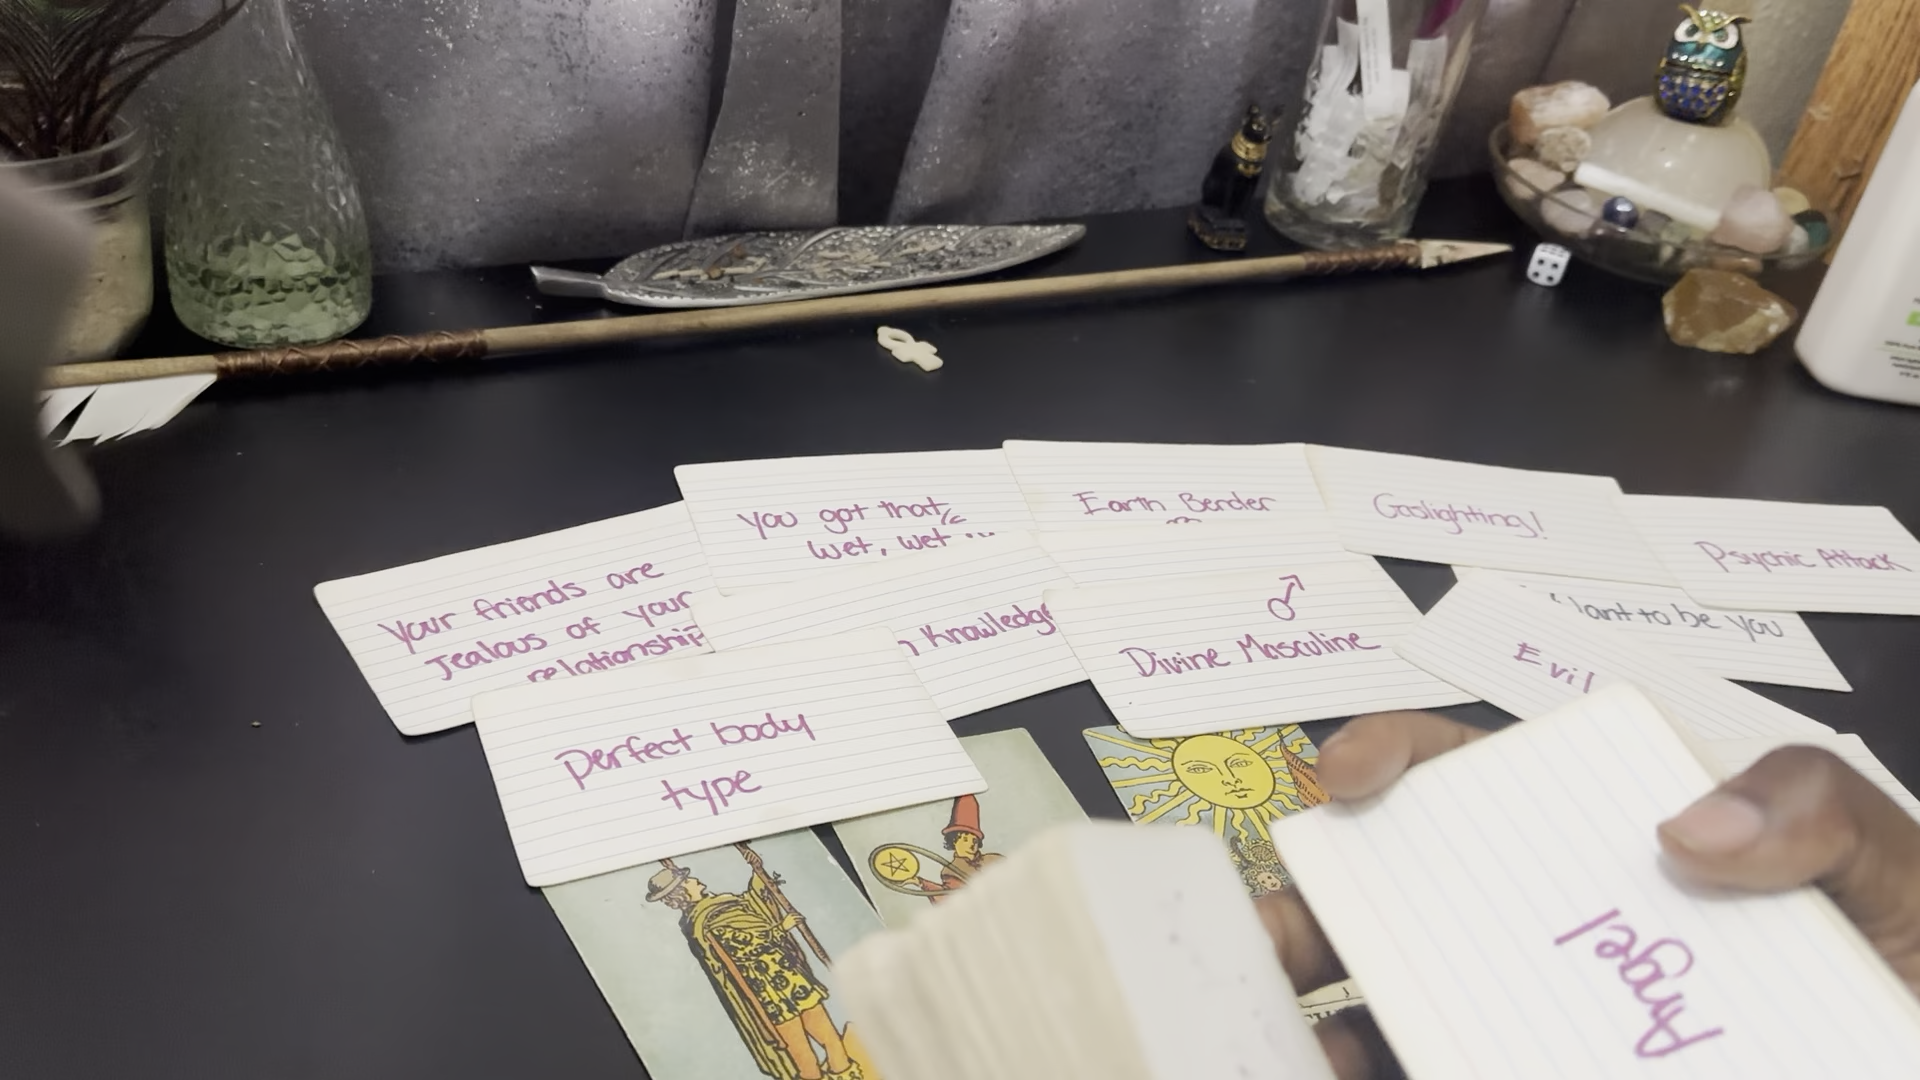 You got that
wet, wet ...
Earth Bender
Gaslighting!
Psychic Attack
Your friends are
Jealous of your
relationship
Knowledge
Divine Masculine
to be you
Evil
Perfect body
type
Angel